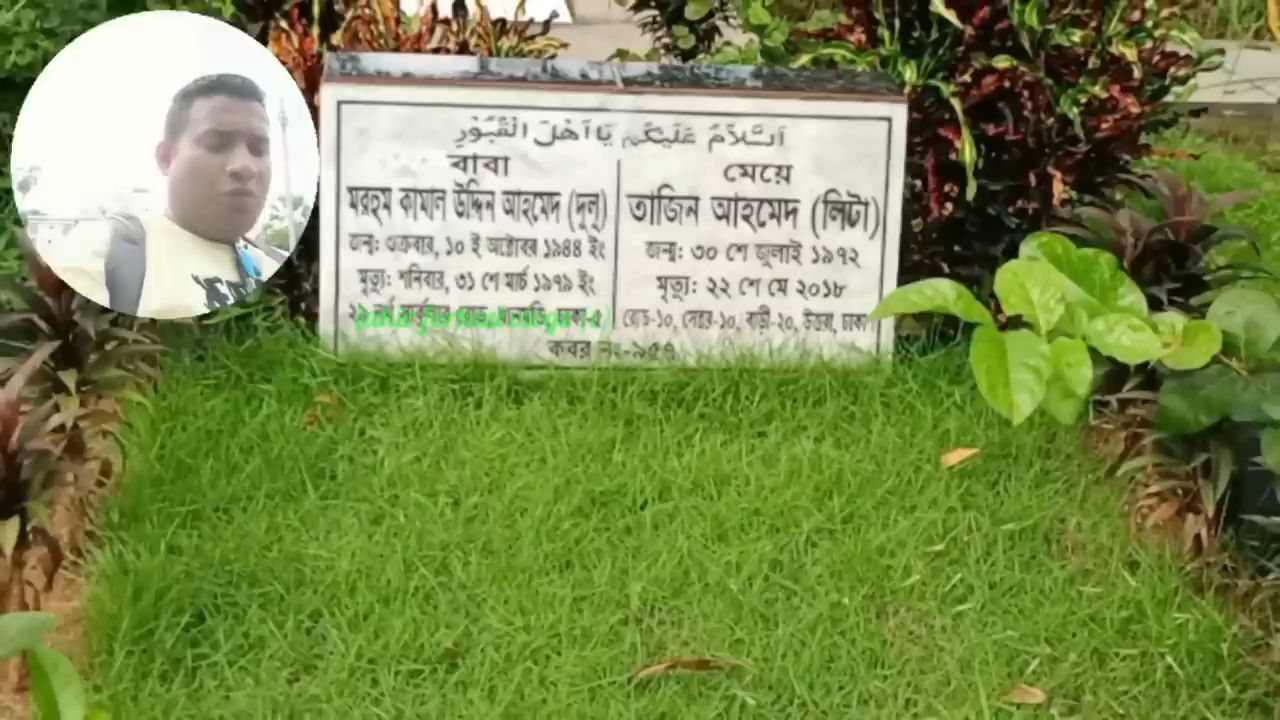 اَلسَّلَامُ عَلَيْكُمْ يَا اَهْلَ الْقُبُوْرِ
বাবা
মরহুম কামাল উদ্দিন আহমেদ (দুলু)
জন্ম: শুক্রবার, ১০ ই অক্টোবর ১৯৪৪ ইং
মৃত্যু: শনিবার, ৩১ শে মার্চ ১৯৭৯ ইং
ঢাকা-৫
মেয়ে
তাজিন আহমেদ (লিটা)
জন্ম: ৩০ শে জুলাই ১৯৭২
মৃত্যু: ২২ শে মে ২০১৮
রোড-১০, সেক্টর-১০, বাড়ী-২০, উত্তরা, ঢাকা
কবর নং-৯৫৭